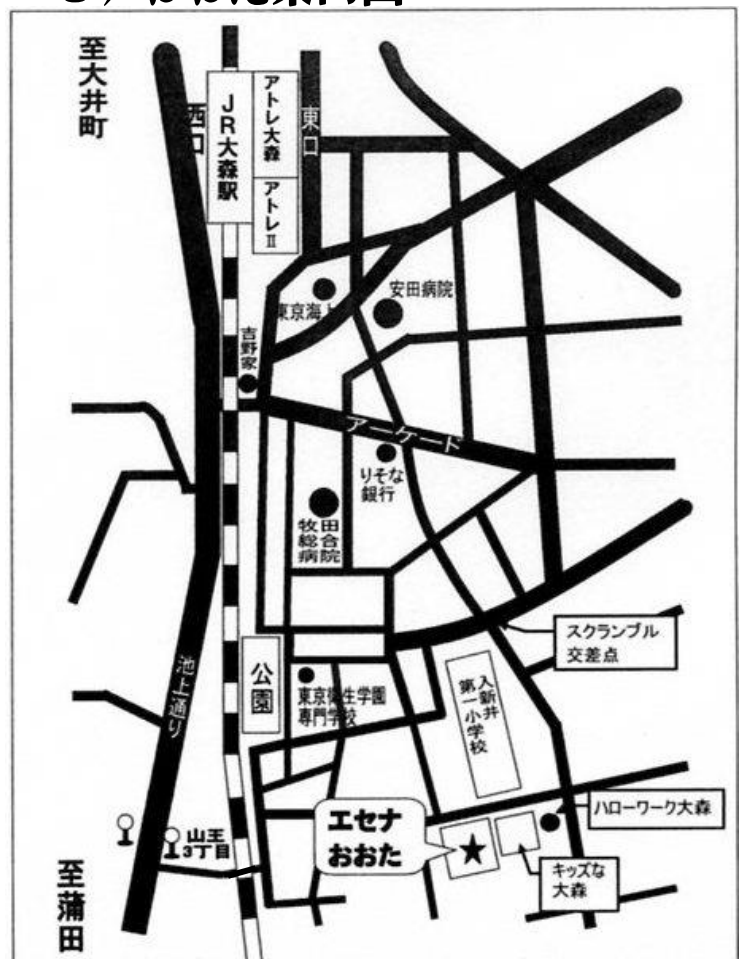 至大井町
西口
JR大森駅
アトレ大森
アトレⅡ
東口
東京海上
安田病院
吉野家
アーケード
りそな
銀行
牧田
総合
病院
スクランブル
交差点
池上通り
公園
東京衛生学園
専門学校
入新井
第一小学校
ハローワーク大森
エセナ
おおた
キッズな
大森
山王
3丁目
至蒲田